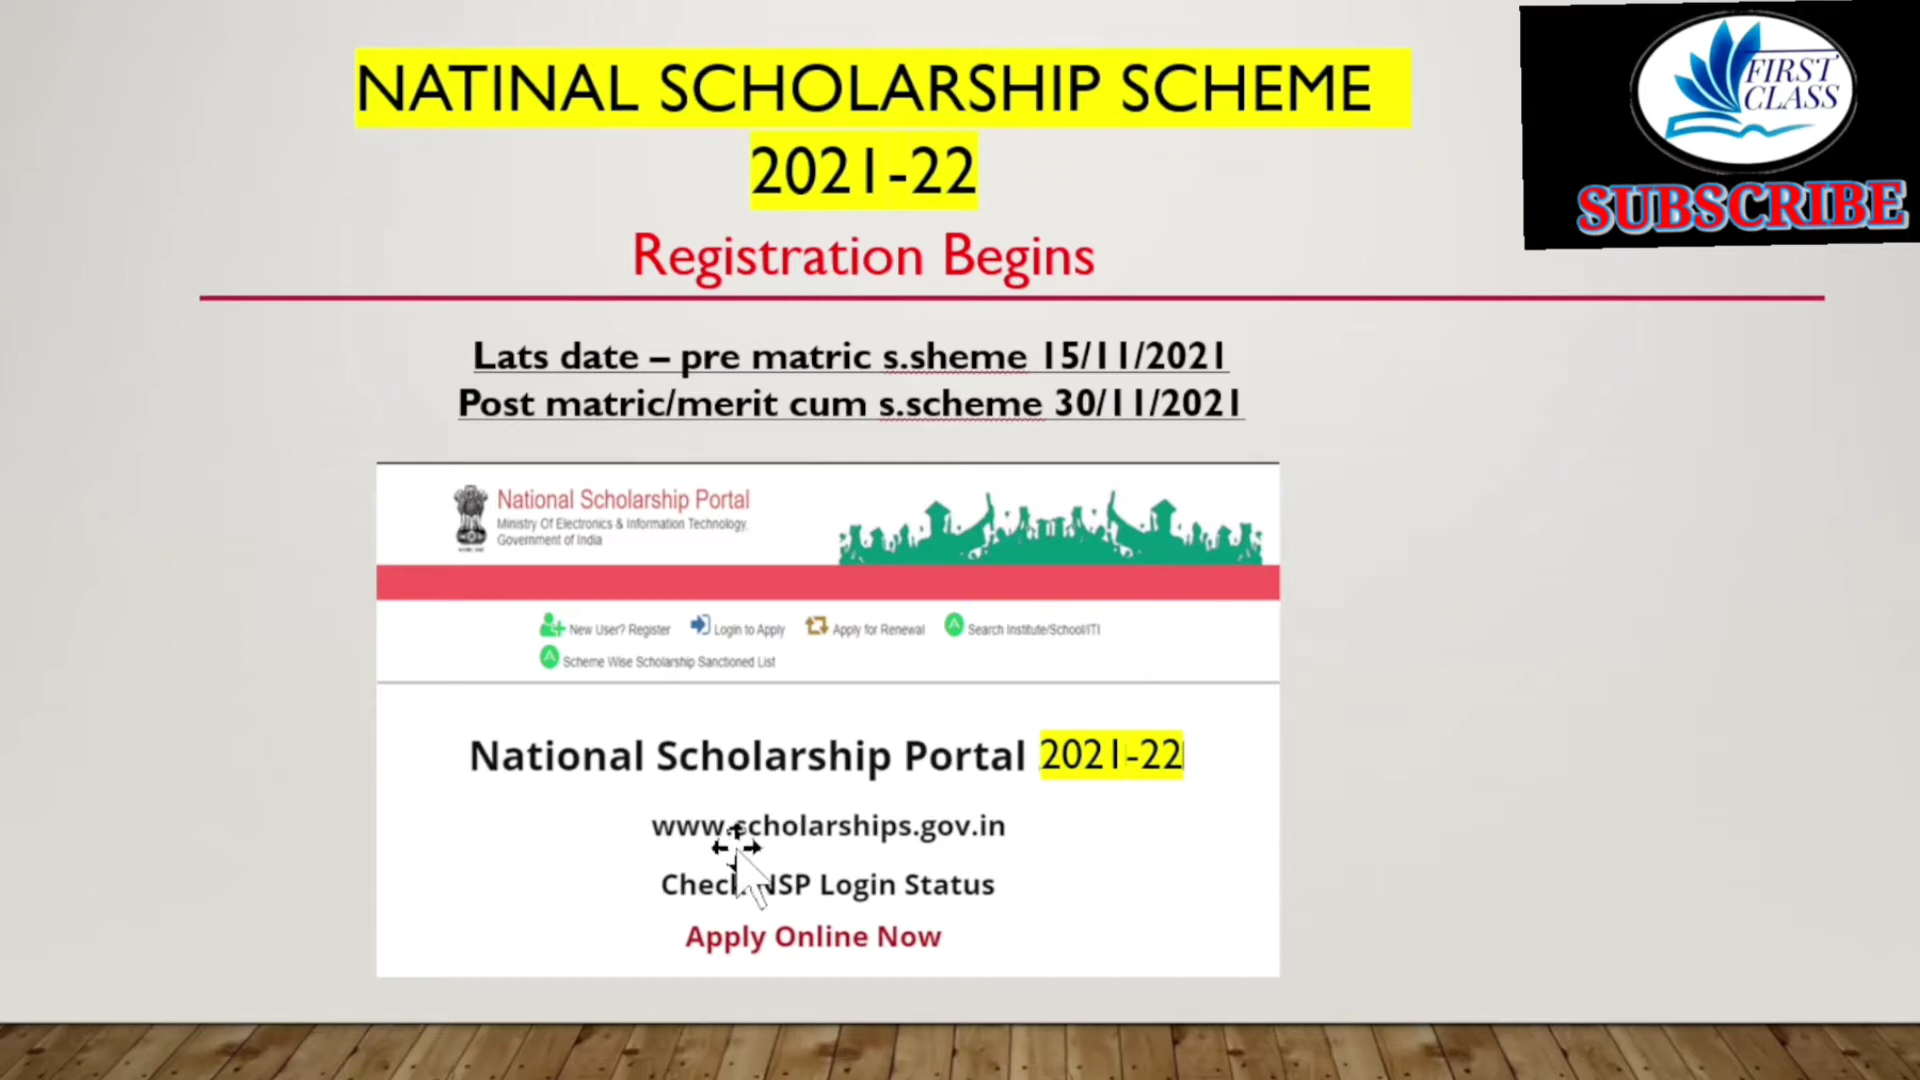 NATINAL SCHOLARSHIP SCHEME
2021-22
Registration Begins
FIRST
CLASS
SUBSCRIBE
Lats date – pre matric s.sheme 15/11/2021
Post matric/merit cum s.scheme 30/11/2021
National Scholarship Portal
Ministry Of Electronics & Information Technology,
Government of India
New User? Register Login to Apply Apply for Renewal Search Institute/School/ITI
Scheme Wise Scholarship Sanctioned List
National Scholarship Portal 2021-22
www.scholarships.gov.in
Check NSP Login Status
Apply Online Now